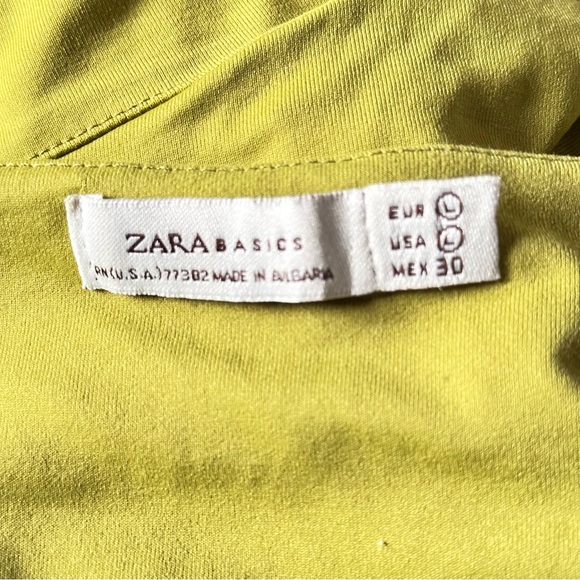 ZARA BASICS
RN(U.S.A.)77302 MADE IN BULGARIA
EUR L
USA L
MEX 30